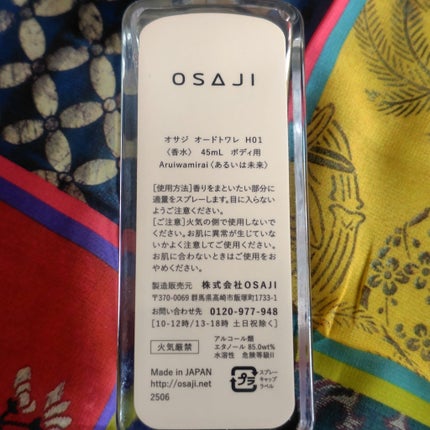 OSAJI
オサジ オードトワレ H01
〈香水〉 45mL ボディ用
Aruiwamirai〈あるいは未来〉
[使用方法]香りをまといたい部分に
適量をスプレーします。目に入らない
ようご注意ください。
[ご注意]火気の側で使用しないで
ください。お肌に異常が生じていな
いかよく注意してご使用ください。
お肌に合わないときはご使用をお
やめください。
製造販売元 株式会社OSAJI
〒370-0069 群馬県高崎市飯塚町1733-1
お問い合わせ先 0120-977-948
[10-12時/13-18時 土日祝除く]
火気厳禁
アルコール類
エタノール 85.0wt%
水溶性 危険等級II
Made in JAPAN
http://osaji.net
2506
プラ
スプレー
キャップ
ラベル